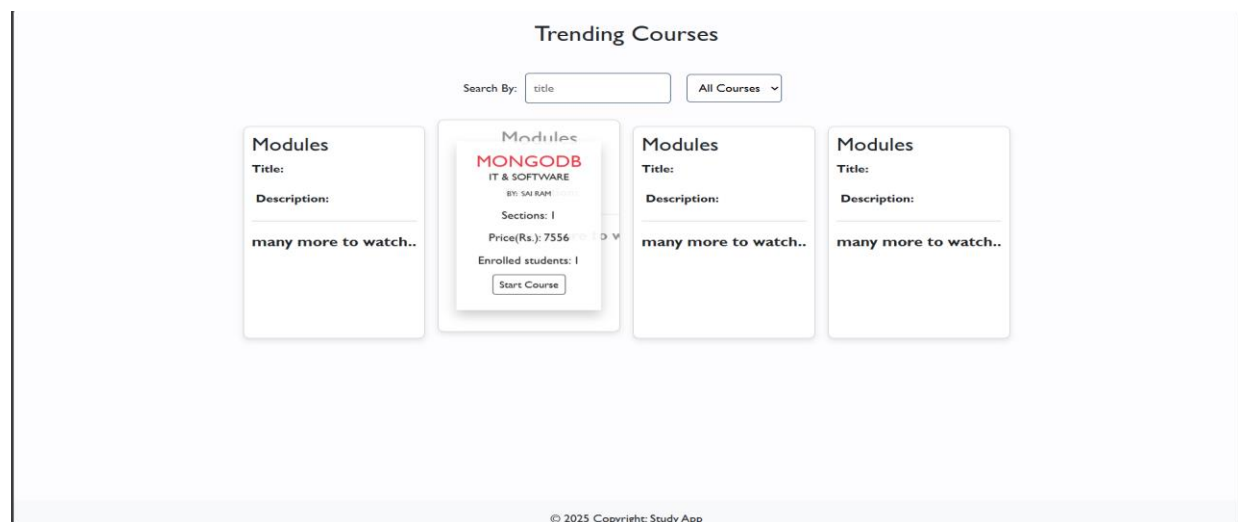 Trending Courses
Search By: title All Courses
Modules
Title:
Description:
many more to watch..
Modules
MONGODB
IT & SOFTWARE
BY: SAI RAM
Sections: 1
Price(Rs.): 7556
Enrolled students: 1
Start Course
Modules
Title:
Description:
many more to watch..
Modules
Title:
Description:
many more to watch..
© 2025 Copyright: Study App